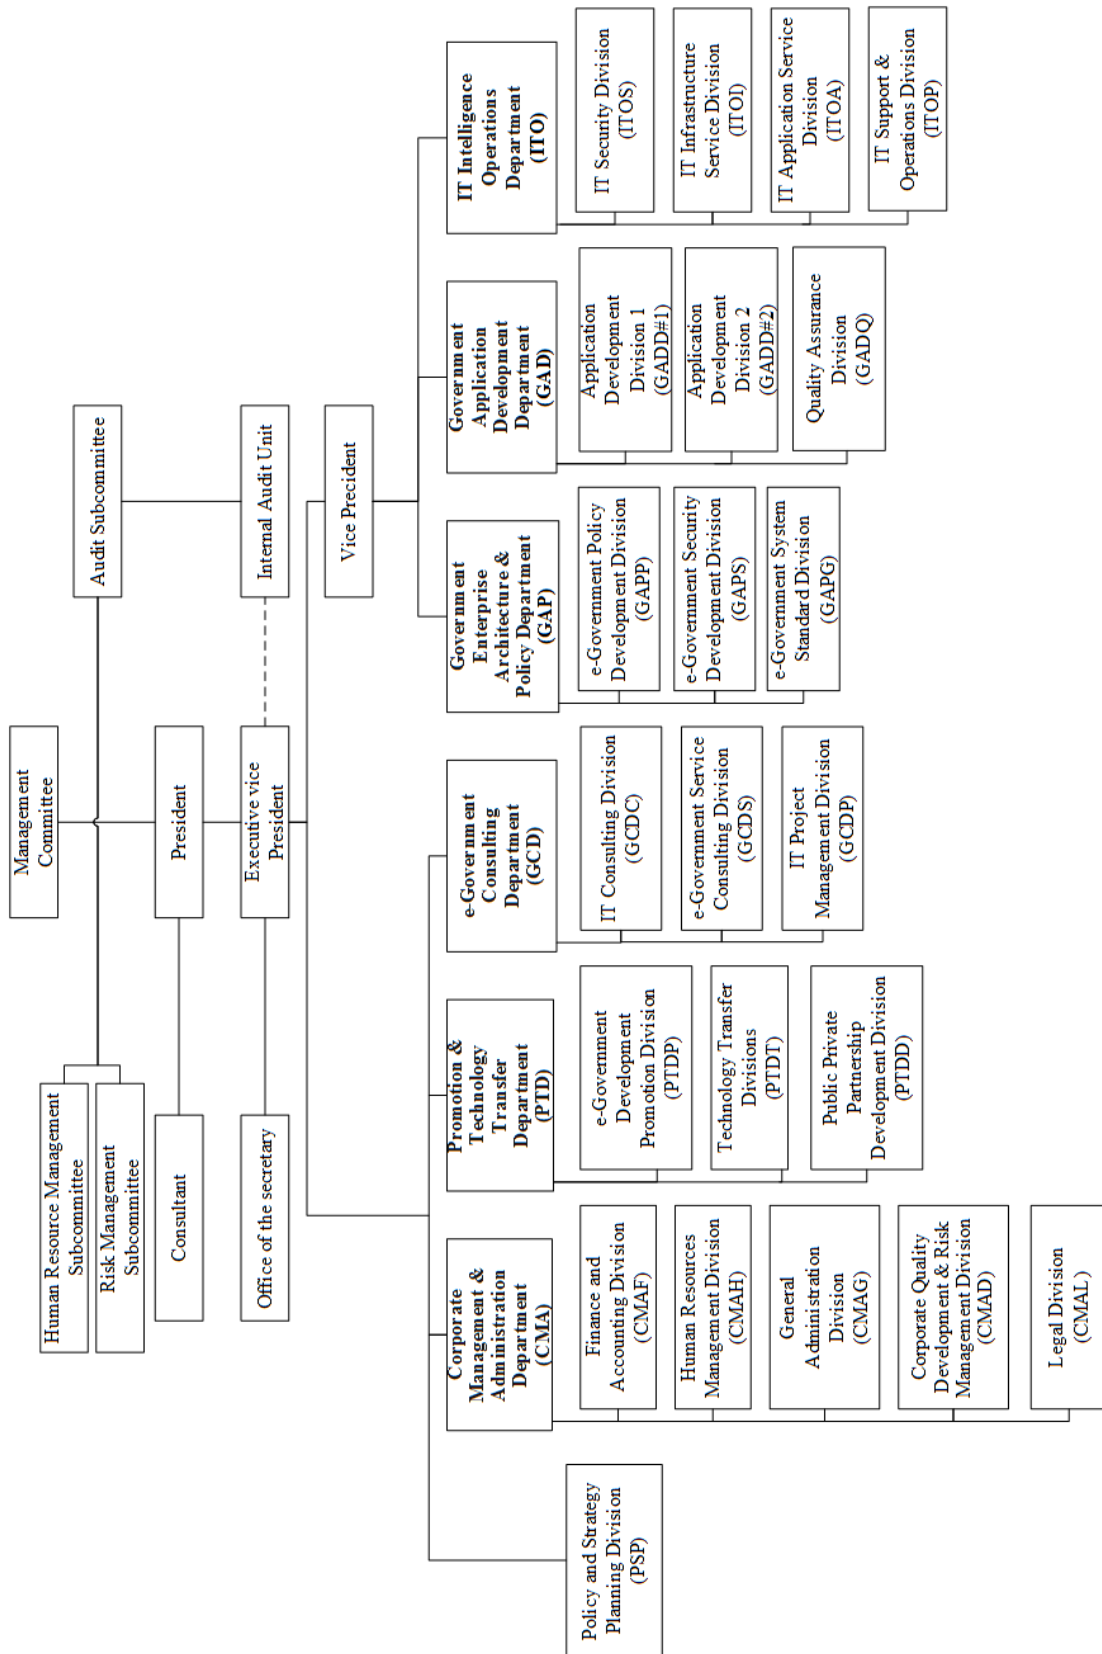 Management
Committee
Audit Subcommittee
Human Resource Management
Subcommittee
Risk Management
Subcommittee
President
Consultant
Executive vice
President
Internal Audit Unit
Office of the secretary
Vice Precident
Policy and Strategy
Planning Division
(PSP)
Corporate
Management &
Administration
Department
(CMA)
Finance and
Accounting Division
(CMAF)
Human Resources
Management Division
(CMAH)
General
Administration
Division
(CMAG)
Corporate Quality
Development & Risk
Management Division
(CMAD)
Legal Division
(CMAL)
Promotion &
Technology
Transfer
Department
(PTD)
e-Government
Development
Promotion Division
(PTDP)
Technology Transfer
Divisions
(PTDT)
Public Private
Partnership
Development Division
(PTDD)
e-Government
Consulting
Department
(GCD)
IT Consulting Division
(GCDC)
e-Government Service
Consulting Division
(GCDS)
IT Project
Management Division
(GCDP)
Government
Enterprise
Architecture &
Policy Department
(GAP)
e-Government Policy
Development Division
(GAPP)
e-Government Security
Development Division
(GAPS)
e-Government System
Standard Division
(GAPG)
Government
Application
Development
Department
(GAD)
Application
Development
Division 1
(GADD#1)
Application
Development
Division 2
(GADD#2)
Quality Assurance
Division
(GADQ)
IT Intelligence
Operations
Department
(ITO)
IT Security Division
(ITOS)
IT Infrastructure
Service Division
(ITOI)
IT Application Service
Division
(ITOA)
IT Support &
Operations Division
(ITOP)